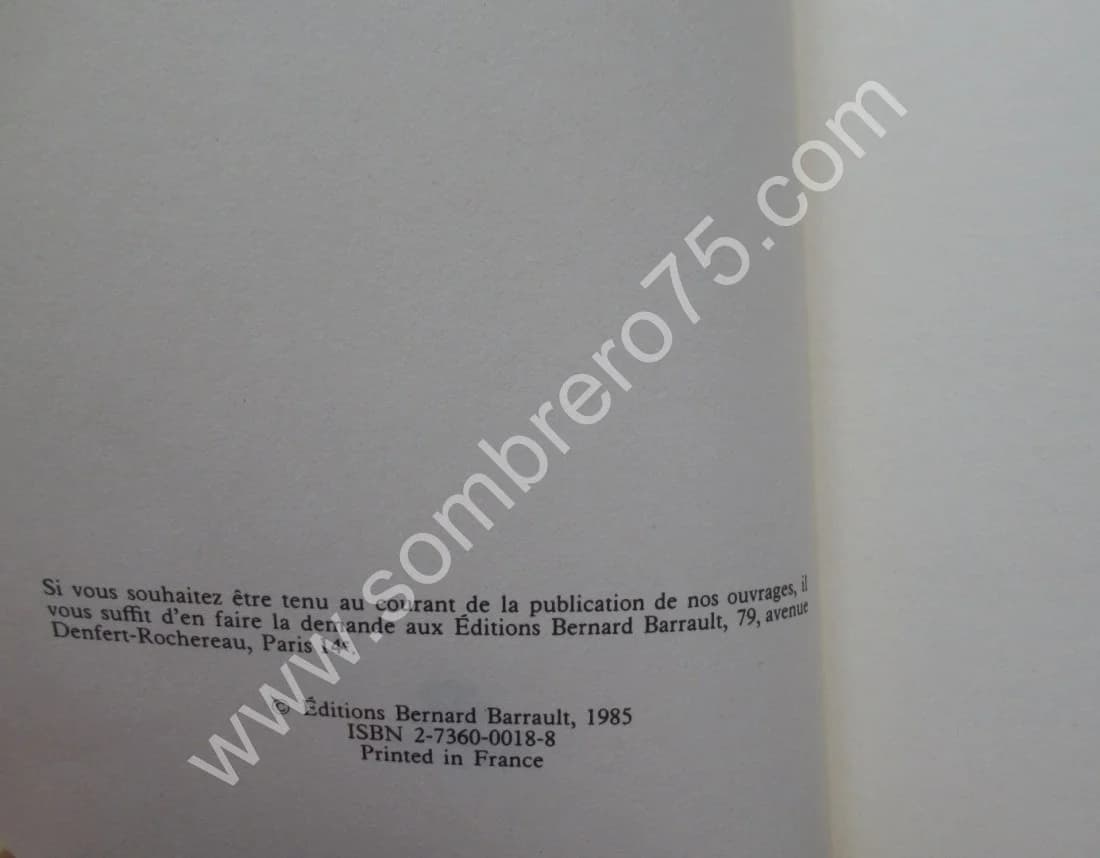 Si vous souhaitez être tenu au courant de la publication de nos ouvrages, il
vous suffit d'en faire la demande aux Éditions Bernard Barrault, 79, avenue
Denfert-Rochereau, Paris 14e.
© Éditions Bernard Barrault, 1985
ISBN 2-7360-0018-8
Printed in France
www.sombrero75.com